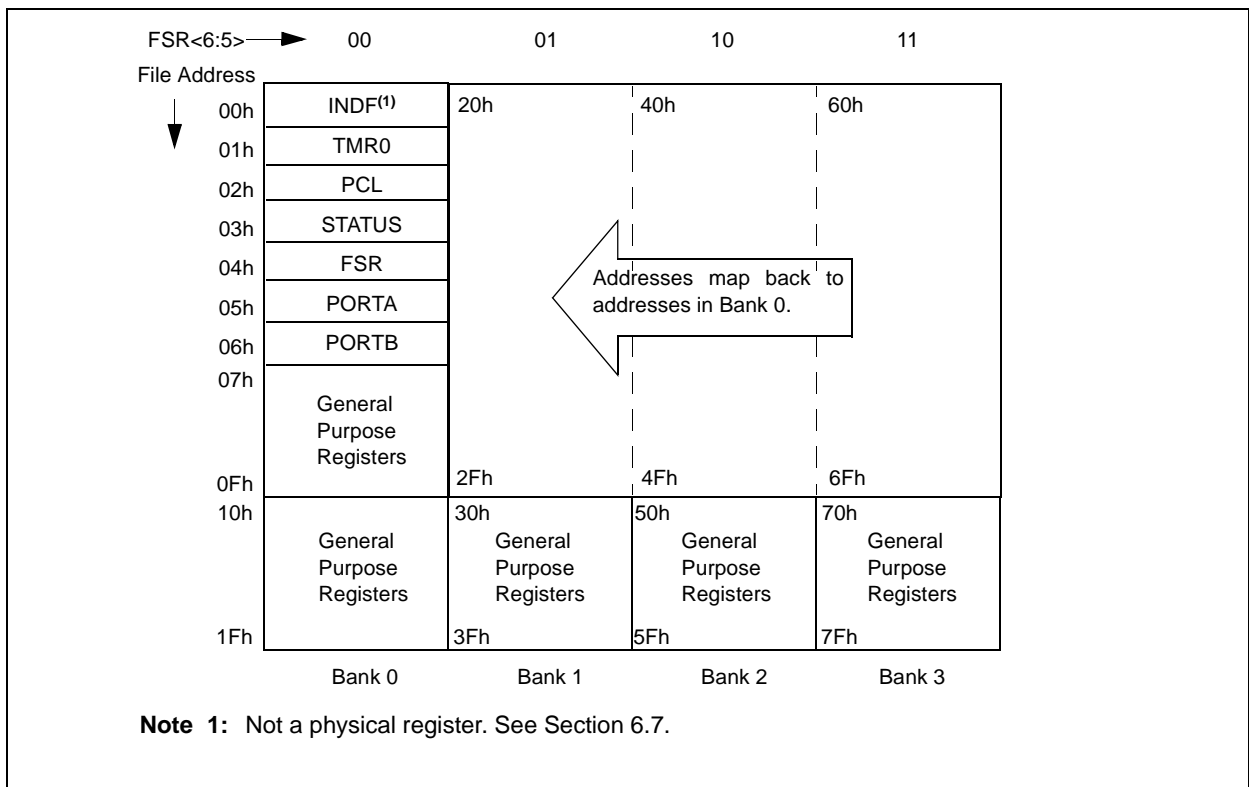 FSR<6:5> 00 01 10 11
File Address
00h INDF(1) 20h 40h 60h
01h TMR0
02h PCL
03h STATUS
04h FSR
Addresses map back to
05h PORTA
addresses in Bank 0.
06h PORTB
07h
General
Purpose
Registers
0Fh 2Fh 4Fh 6Fh
10h 30h 50h 70h
General General General General
Purpose Purpose Purpose Purpose
Registers Registers Registers Registers
1Fh 3Fh 5Fh 7Fh
Bank 0 Bank 1 Bank 2 Bank 3
Note 1: Not a physical register. See Section 6.7.